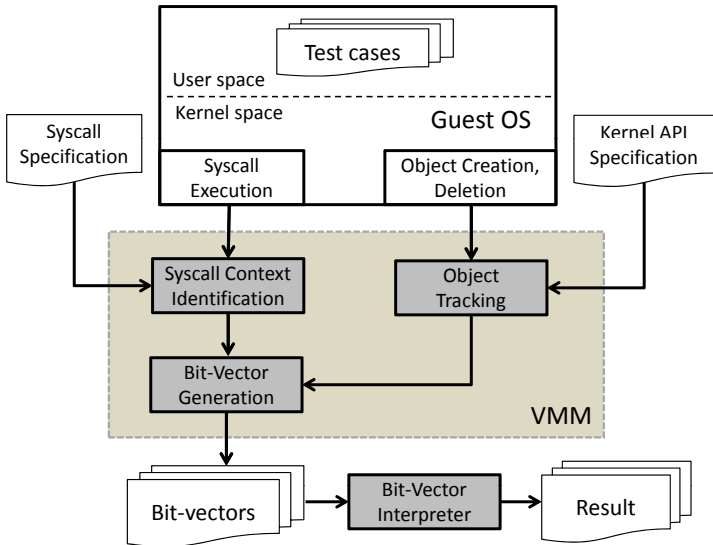 Test cases
User space
Kernel space
Guest OS
Syscall
Specification
Kernel API
Specification
Syscall
Execution
Object Creation,
Deletion
Syscall Context
Identification
Object
Tracking
Bit-Vector
Generation
VMM
Bit-vectors
Bit-Vector
Interpreter
Result